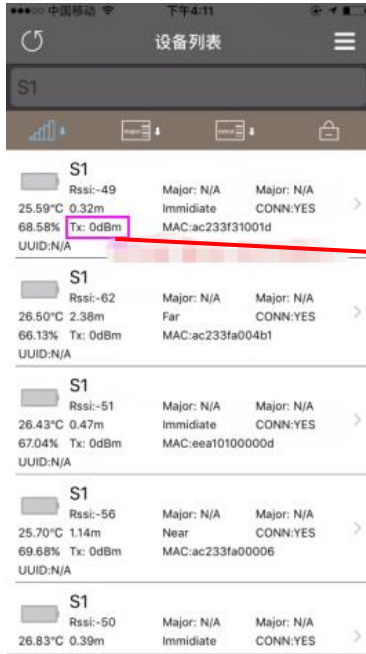 中国移动 下午4:11
设备列表
S1
S1
Rssi:-49 Major: N/A Major: N/A
25.59°C 0.32m Immidiate CONN:YES
68.58% Tx: 0dBm MAC:ac233f31001d
UUID:N/A
S1
Rssi:-62 Major: N/A Major: N/A
26.50°C 2.38m Far CONN:YES
66.13% Tx: 0dBm MAC:ac233fa004b1
UUID:N/A
S1
Rssi:-51 Major: N/A Major: N/A
26.43°C 0.47m Immidiate CONN:YES
67.04% Tx: 0dBm MAC:eea10100000d
UUID:N/A
S1
Rssi:-56 Major: N/A Major: N/A
25.70°C 1.14m Near CONN:YES
69.68% Tx: 0dBm MAC:ac233fa00006
UUID:N/A
S1
Rssi:-50 Major: N/A Major: N/A
26.83°C 0.39m Immidiate CONN:YES